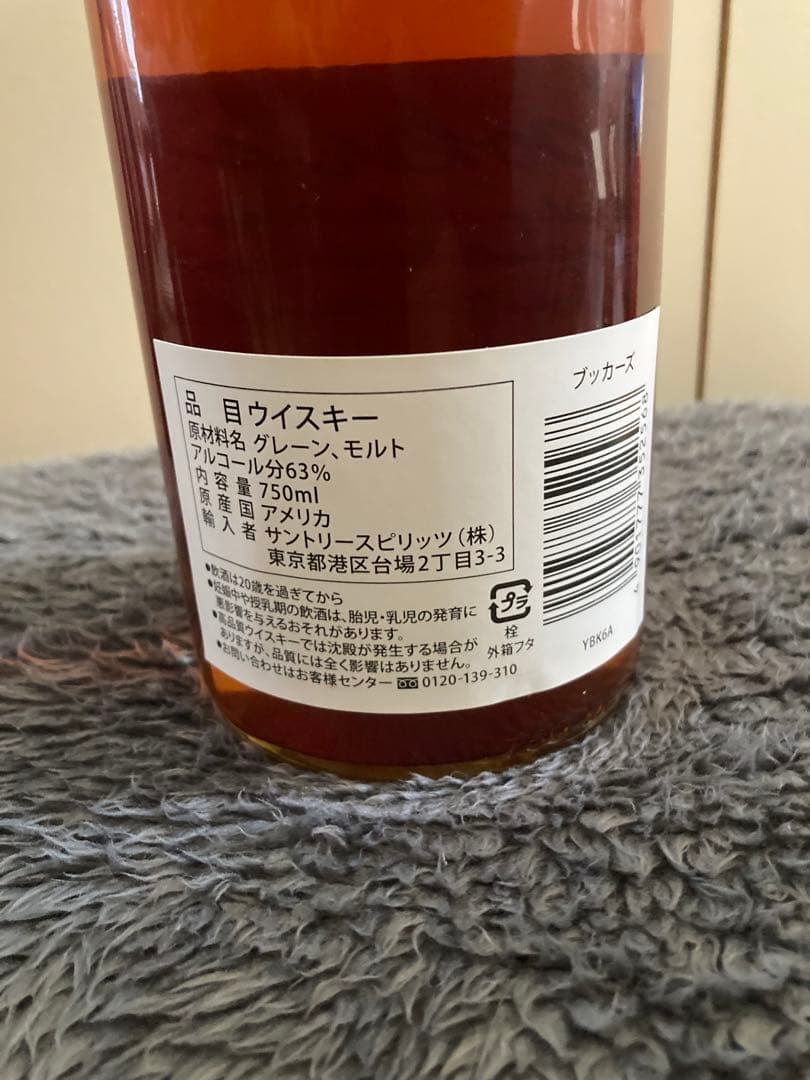 品 目 ウイスキー
原材料名 グレーン、モルト
アルコール分63%
内容量 750ml
原産国 アメリカ
輸入者 サントリースピリッツ(株)
東京都港区台場2丁目3-3
●飲酒は20歳を過ぎてから
●妊娠中や授乳期の飲酒は、胎児・乳児の発育に
悪影響を与えるおそれがあります。
●高品質ウイスキーでは沈殿が発生する場合が
ありますが、品質には全く影響はありません。
●お問い合わせはお客様センター 0120-139-310
プラ
栓
外箱フタ
ブッカーズ
4 901777 352568
YBK6A